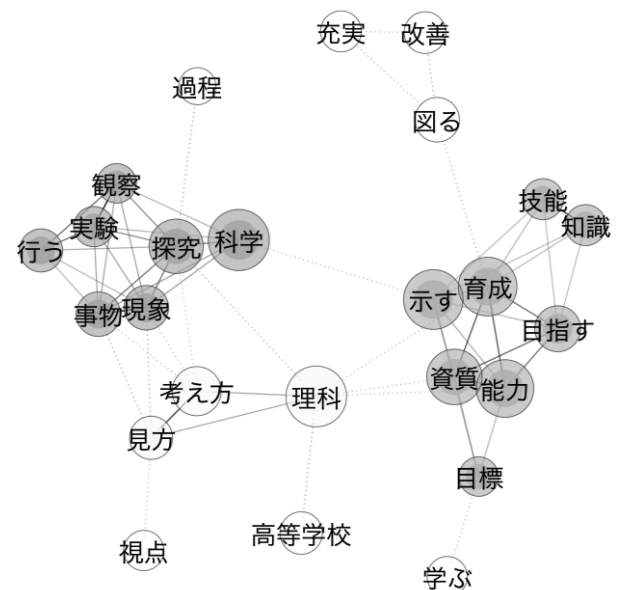 充実
改善
過程
図る
観察
実験
行う
探究
科学
技能
知識
事物
現象
示す
育成
目指す
資質
能力
考え方
理科
見方
目標
高等学校
視点
学ぶ